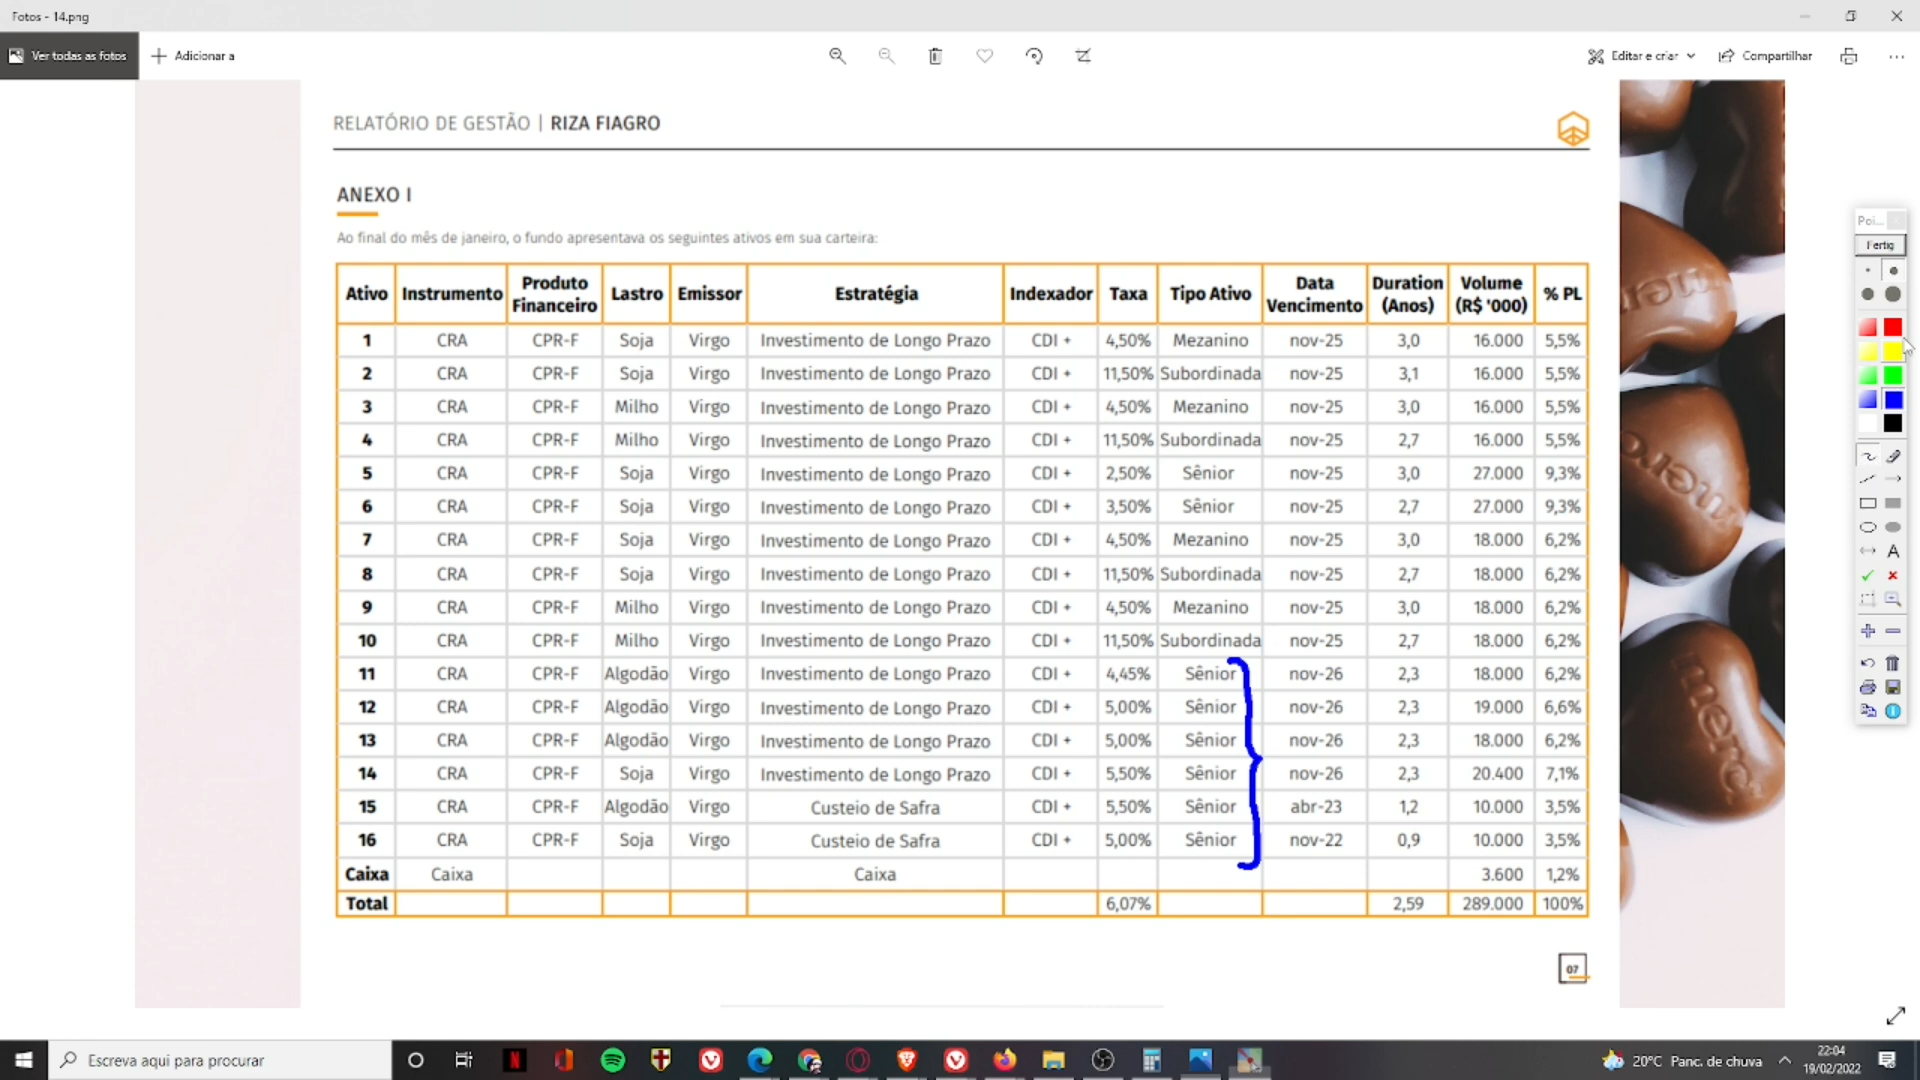 Fotos - 14.png
Ver todas as fotos
Adicionar a
Editar e criar
Compartilhar
RELATÓRIO DE GESTÃO | RIZA FIAGRO
ANEXO I
Ao final do mês de janeiro, o fundo apresentava os seguintes ativos em sua carteira:
Ativo Instrumento Produto Financeiro Lastro Emissor Estratégia Indexador Taxa Tipo Ativo Data Vencimento Duration (Anos) Volume (R$ '000) % PL
1 CRA CPR-F Soja Virgo Investimento de Longo Prazo CDI + 4,50% Mezanino nov-25 3,0 16.000 5,5%
2 CRA CPR-F Soja Virgo Investimento de Longo Prazo CDI + 11,50% Subordinada nov-25 3,1 16.000 5,5%
3 CRA CPR-F Milho Virgo Investimento de Longo Prazo CDI + 4,50% Mezanino nov-25 3,0 16.000 5,5%
4 CRA CPR-F Milho Virgo Investimento de Longo Prazo CDI + 11,50% Subordinada nov-25 2,7 16.000 5,5%
5 CRA CPR-F Soja Virgo Investimento de Longo Prazo CDI + 2,50% Sênior nov-25 3,0 27.000 9,3%
6 CRA CPR-F Soja Virgo Investimento de Longo Prazo CDI + 3,50% Sênior nov-25 2,7 27.000 9,3%
7 CRA CPR-F Soja Virgo Investimento de Longo Prazo CDI + 4,50% Mezanino nov-25 3,0 18.000 6,2%
8 CRA CPR-F Soja Virgo Investimento de Longo Prazo CDI + 11,50% Subordinada nov-25 2,7 18.000 6,2%
9 CRA CPR-F Milho Virgo Investimento de Longo Prazo CDI + 4,50% Mezanino nov-25 3,0 18.000 6,2%
10 CRA CPR-F Milho Virgo Investimento de Longo Prazo CDI + 11,50% Subordinada nov-25 2,7 18.000 6,2%
11 CRA CPR-F Algodão Virgo Investimento de Longo Prazo CDI + 4,45% Sênior nov-26 2,3 18.000 6,2%
12 CRA CPR-F Algodão Virgo Investimento de Longo Prazo CDI + 5,00% Sênior nov-26 2,3 19.000 6,6%
13 CRA CPR-F Algodão Virgo Investimento de Longo Prazo CDI + 5,00% Sênior nov-26 2,3 18.000 6,2%
14 CRA CPR-F Soja Virgo Investimento de Longo Prazo CDI + 5,50% Sênior nov-26 2,3 20.400 7,1%
15 CRA CPR-F Algodão Virgo Custeio de Safra CDI + 5,50% Sênior abr-23 1,2 10.000 3,5%
16 CRA CPR-F Soja Virgo Custeio de Safra CDI + 5,00% Sênior nov-22 0,9 10.000 3,5%
Caixa Caixa Caixa 3.600 1,2%
Total 6,07% 2,59 289.000 100%
07
Poi...
Fertig
A
merci
merci
merci
Escreva aqui para procurar
20°C Panc. de chuva
22:04
19/02/2022